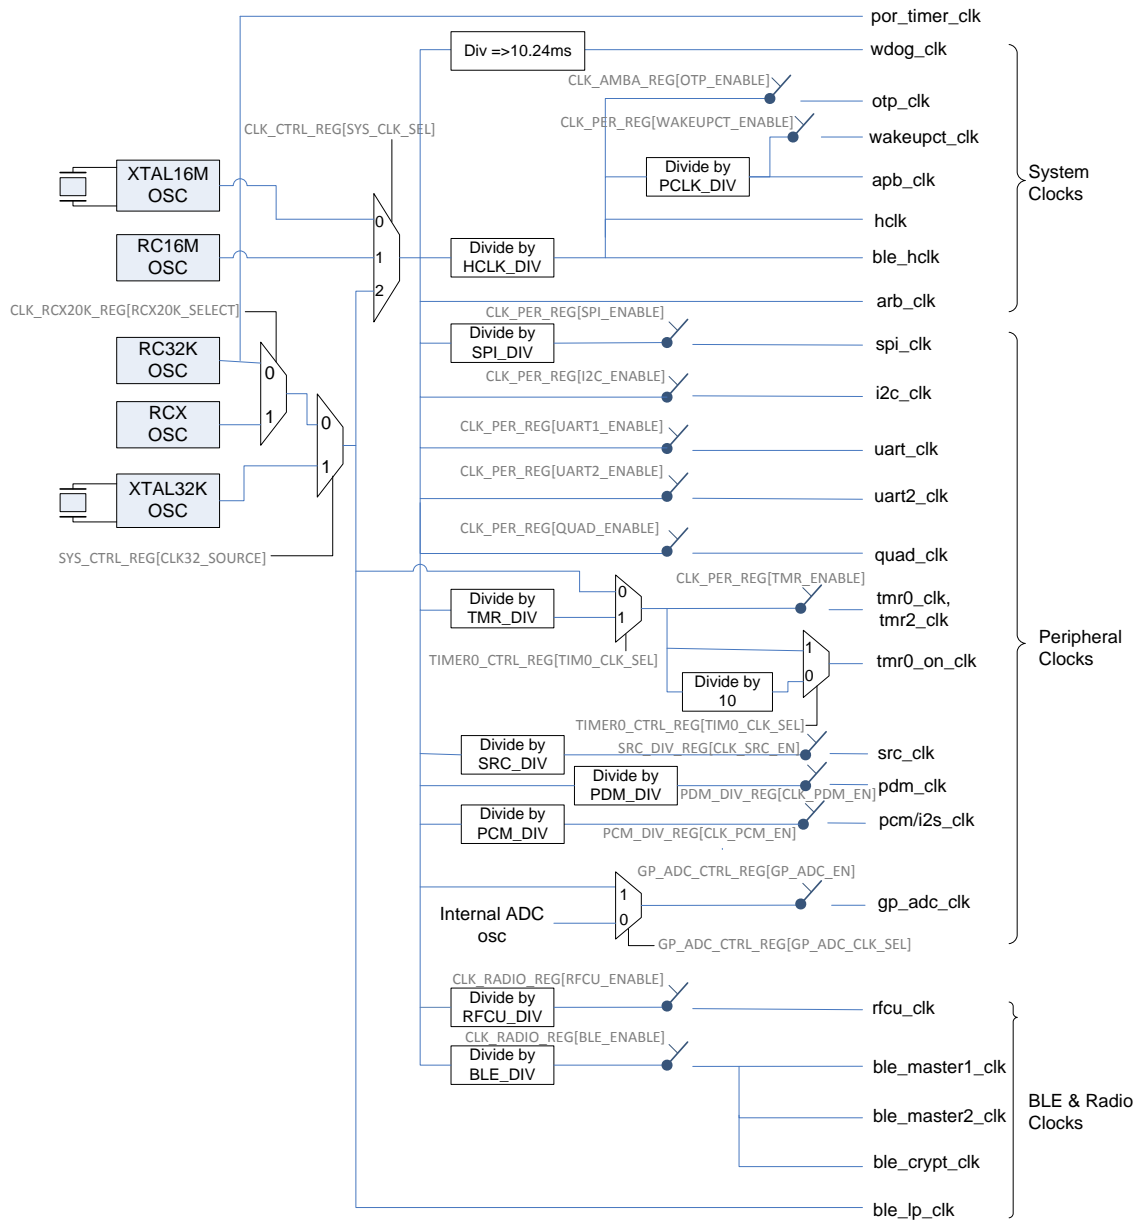 por_timer_clk
Div =>10.24ms
wdog_clk
CLK_AMBA_REG[OTP_ENABLE]
otp_clk
CLK_CTRL_REG[SYS_CLK_SEL]
CLK_PER_REG[WAKEUPCT_ENABLE]
wakeupct_clk
XTAL16M
OSC
Divide by
PCLK_DIV
apb_clk
System
Clocks
0
hclk
RC16M
OSC
1
Divide by
HCLK_DIV
ble_hclk
2
arb_clk
CLK_RCX20K_REG[RCX20K_SELECT]
CLK_PER_REG[SPI_ENABLE]
RC32K
OSC
0
Divide by
SPI_DIV
spi_clk
CLK_PER_REG[I2C_ENABLE]
i2c_clk
RCX
OSC
1
0
CLK_PER_REG[UART1_ENABLE]
uart_clk
1
CLK_PER_REG[UART2_ENABLE]
XTAL32K
OSC
uart2_clk
CLK_PER_REG[QUAD_ENABLE]
SYS_CTRL_REG[CLK32_SOURCE]
quad_clk
CLK_PER_REG[TMR_ENABLE]
0
1
Divide by
TMR_DIV
tmr0_clk,
tmr2_clk
TIMER0_CTRL_REG[TIM0_CLK_SEL]
1
0
tmr0_on_clk
Peripheral
Clocks
Divide by
10
TIMER0_CTRL_REG[TIM0_CLK_SEL]
Divide by
SRC_DIV
SRC_DIV_REG[CLK_SRC_EN]
src_clk
Divide by
PDM_DIV
PDM_DIV_REG[CLK_PDM_EN]
pdm_clk
Divide by
PCM_DIV
PCM_DIV_REG[CLK_PCM_EN]
pcm/i2s_clk
GP_ADC_CTRL_REG[GP_ADC_EN]
1
0
Internal ADC
osc
gp_adc_clk
GP_ADC_CTRL_REG[GP_ADC_CLK_SEL]
CLK_RADIO_REG[RFCU_ENABLE]
Divide by
RFCU_DIV
rfcu_clk
CLK_RADIO_REG[BLE_ENABLE]
Divide by
BLE_DIV
ble_master1_clk
BLE & Radio
Clocks
ble_master2_clk
ble_crypt_clk
ble_lp_clk